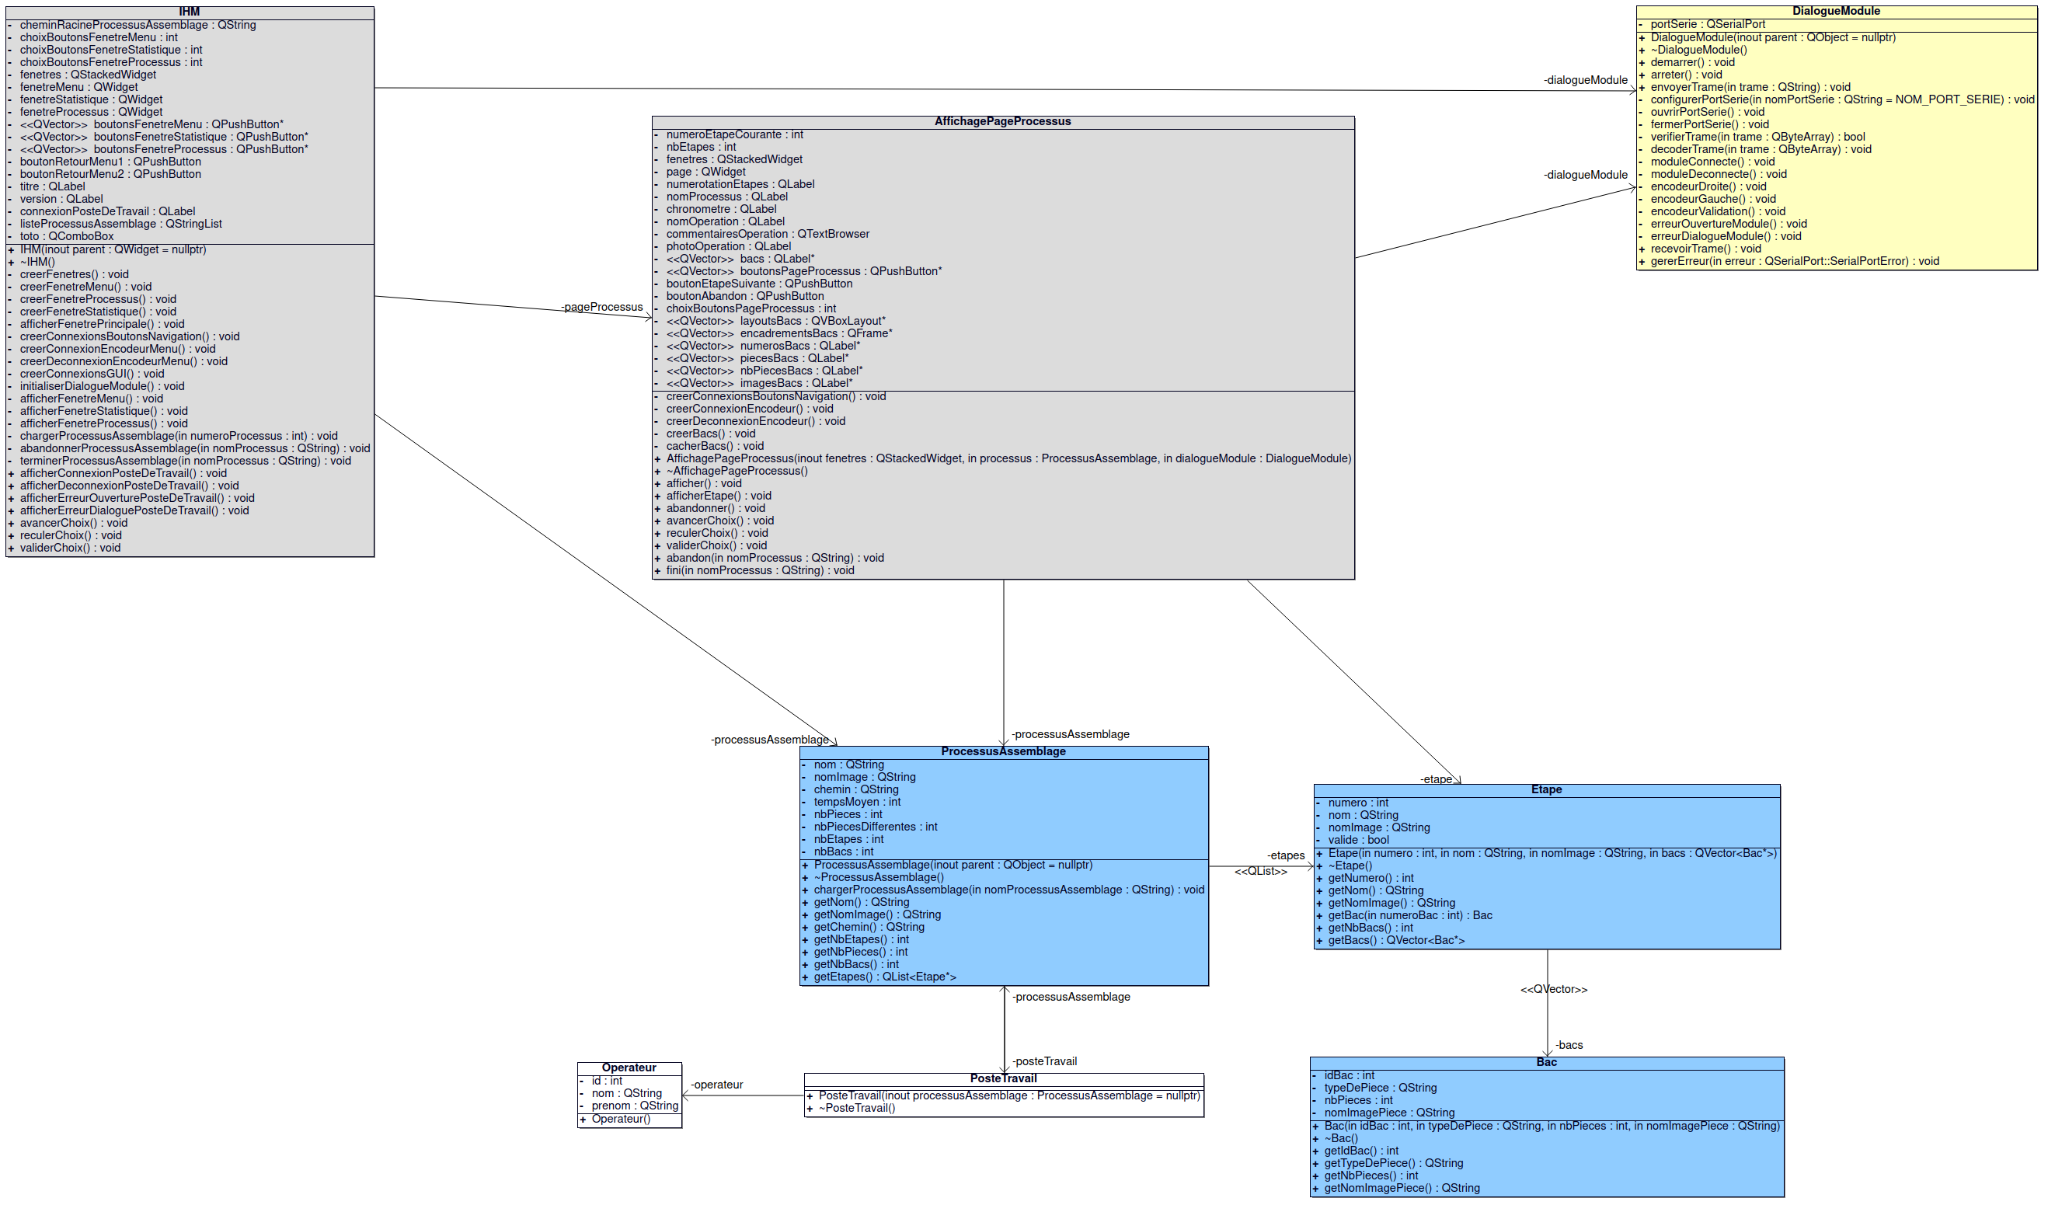 IHM
- cheminRacineProcessusAssemblage : QString
- choixBoutonsFenetreMenu : int
- choixBoutonsFenetreStatistique : int
- choixBoutonsFenetreProcessus : int
- fenetres : QStackedWidget
- fenetreMenu : QWidget
- fenetreStatistique : QWidget
- fenetreProcessus : QWidget
- <<QVector>> boutonsFenetreMenu : QPushButton*
- <<QVector>> boutonsFenetreStatistique : QPushButton*
- <<QVector>> boutonsFenetreProcessus : QPushButton*
- boutonRetourMenu1 : QPushButton
- boutonRetourMenu2 : QPushButton
- titre : QLabel
- version : QLabel
- connexionPosteDeTravail : QLabel
- listeProcessusAssemblage : QStringList
- toto : QComboBox
+ IHM(inout parent : QWidget = nullptr)
+ ~IHM()
- creerFenetres() : void
- creerFenetreMenu() : void
- creerFenetreProcessus() : void
- creerFenetreStatistique() : void
- afficherFenetrePrincipale() : void
- creerConnexionsBoutonsNavigation() : void
- creerConnexionEncodeurMenu() : void
- creerDeconnexionEncodeurMenu() : void
- creerConnexionsGUI() : void
- initialiserDialogueModule() : void
- afficherFenetreMenu() : void
- afficherFenetreStatistique() : void
- afficherFenetreProcessus() : void
- chargerProcessusAssemblage(in numeroProcessus : int) : void
- abandonnerProcessusAssemblage(in nomProcessus : QString) : void
- terminerProcessusAssemblage(in nomProcessus : QString) : void
+ afficherConnexionPosteDeTravail() : void
+ afficherDeconnexionPosteDeTravail() : void
+ afficherErreurOuverturePosteDeTravail() : void
+ afficherErreurDialoguePosteDeTravail() : void
+ avancerChoix() : void
+ reculerChoix() : void
+ validerChoix() : void
-dialogueModule
-pageProcessus
-dialogueModule
AffichagePageProcessus
- numeroEtapeCourante : int
- nbEtapes : int
- fenetres : QStackedWidget
- page : QWidget
- numerotationEtapes : QLabel
- nomProcessus : QLabel
- chronometre : QLabel
- nomOperation : QLabel
- commentairesOperation : QTextBrowser
- photoOperation : QLabel
- <<QVector>> bacs : QLabel*
- <<QVector>> boutonsPageProcessus : QPushButton*
- boutonEtapeSuivante : QPushButton
- boutonAbandon : QPushButton
- choixBoutonsPageProcessus : int
- <<QVector>> layoutsBacs : QVBoxLayout*
- <<QVector>> encadrementsBacs : QFrame*
- <<QVector>> numerosBacs : QLabel*
- <<QVector>> piecesBacs : QLabel*
- <<QVector>> nbPiecesBacs : QLabel*
- <<QVector>> imagesBacs : QLabel*
- creerConnexionsBoutonsNavigation() : void
- creerConnexionEncodeur() : void
- creerDeconnexionEncodeur() : void
- creerBacs() : void
- cacherBacs() : void
+ AffichagePageProcessus(inout fenetres : QStackedWidget, in processus : ProcessusAssemblage, in dialogueModule : DialogueModule)
+ ~AffichagePageProcessus()
+ afficher() : void
+ afficherEtape() : void
+ abandonner() : void
+ avancerChoix() : void
+ reculerChoix() : void
+ validerChoix() : void
+ abandon(in nomProcessus : QString) : void
+ fini(in nomProcessus : QString) : void
DialogueModule
- portSerie : QSerialPort
+ DialogueModule(inout parent : QObject = nullptr)
+ ~DialogueModule()
+ demarrer() : void
+ arreter() : void
+ envoyerTrame(in trame : QString) : void
- configurerPortSerie(in nomPortSerie : QString = NOM_PORT_SERIE) : void
- ouvrirPortSerie() : void
- fermerPortSerie() : void
- verifierTrame(in trame : QByteArray) : bool
- decoderTrame(in trame : QByteArray) : void
- moduleConnecte() : void
- moduleDeconnecte() : void
- encodeurDroite() : void
- encodeurGauche() : void
- encodeurValidation() : void
- erreurOuvertureModule() : void
- erreurDialogueModule() : void
+ recevoirTrame() : void
+ gererErreur(in erreur : QSerialPort::SerialPortError) : void
-processusAssemblage
-processusAssemblage
-etape
ProcessusAssemblage
- nom : QString
- nomImage : QString
- chemin : QString
- tempsMoyen : int
- nbPieces : int
- nbPiecesDifferentes : int
- nbEtapes : int
- nbBacs : int
+ ProcessusAssemblage(inout parent : QObject = nullptr)
+ ~ProcessusAssemblage()
+ chargerProcessusAssemblage(in nomProcessusAssemblage : QString) : void
+ getNom() : QString
+ getNomImage() : QString
+ getChemin() : QString
+ getNbEtapes() : int
+ getNbPieces() : int
+ getNbBacs() : int
+ getEtapes() : QList<Etape*>
-etapes
<<QList>>
Etape
- numero : int
- nom : QString
- nomImage : QString
- valide : bool
+ Etape(in numero : int, in nom : QString, in nomImage : QString, in bacs : QVector<Bac*>)
+ ~Etape()
+ getNumero() : int
+ getNom() : QString
+ getNomImage() : QString
+ getBac(in numeroBac : int) : Bac
+ getNbBacs() : int
+ getBacs() : QVector<Bac*>
<<QVector>>
-bacs
-processusAssemblage
-posteTravail
Operateur
- id : int
- nom : QString
- prenom : QString
+ Operateur()
-operateur
PosteTravail
+ PosteTravail(inout processusAssemblage : ProcessusAssemblage = nullptr)
+ ~PosteTravail()
Bac
- idBac : int
- typeDePiece : QString
- nbPieces : int
- nomImagePiece : QString
+ Bac(in idBac : int, in typeDePiece : QString, in nbPieces : int, in nomImagePiece : QString)
+ ~Bac()
+ getIdBac() : int
+ getTypeDePiece() : QString
+ getNbPieces() : int
+ getNomImagePiece() : QString